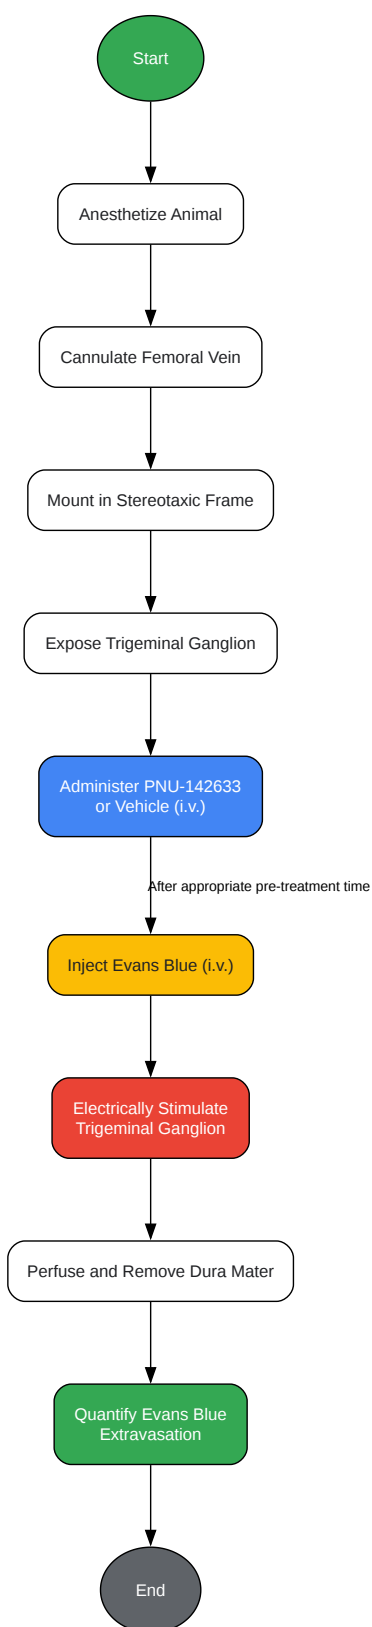 Start
Anesthetize Animal
Cannulate Femoral Vein
Mount in Stereotaxic Frame
Expose Trigeminal Ganglion
Administer PNU-142633
or Vehicle (i.v.)
After appropriate pre-treatment time
Inject Evans Blue (i.v.)
Electrically Stimulate
Trigeminal Ganglion
Perfuse and Remove Dura Mater
Quantify Evans Blue
Extravasation
End